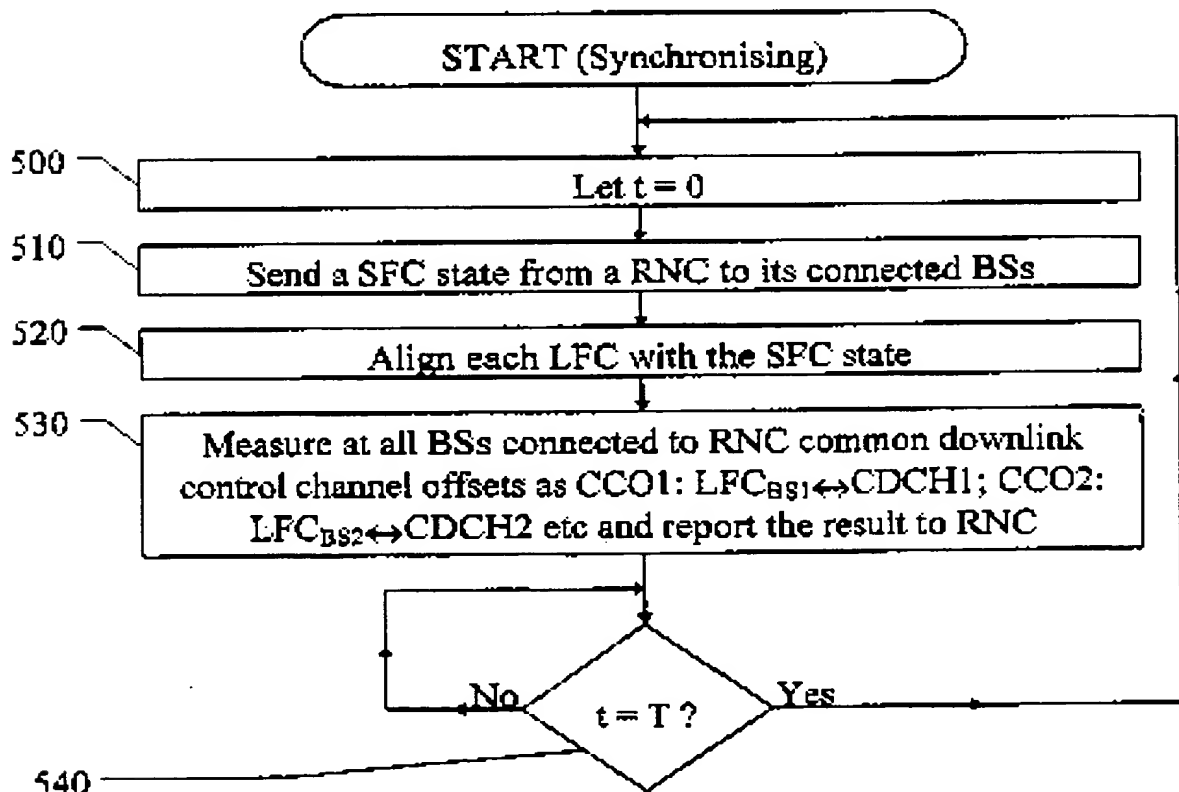 START (Synchronising)
500
Let t = 0
510
Send a SFC state from a RNC to its connected BSs
520
Align each LFC with the SFC state
530
Measure at all BSs connected to RNC common downlink
control channel offsets as CCO1: LFC_BS1↔CDCH1; CCO2:
LFC_BS2↔CDCH2 etc and report the result to RNC
No
t = T ?
Yes
540